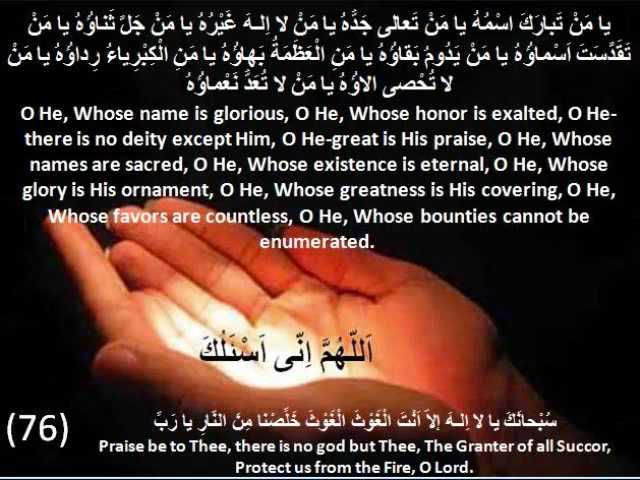 يا مَنْ تَبارَكَ اسْمُهُ يا مَنْ تَعالى جَدُّهُ يا مَنْ لا اِلـهَ غَيْرُهُ يا مَنْ جَلَّ ثَناؤُهُ يا مَنْ
تَقَدَّسَتَ اَسْماؤُهُ يا مَنْ يَدُومُ بَقاؤُهُ يا مَنِ الْعَظَمَةُ بَهاؤُهُ يا مَنِ الْكِبْرِياءُ رِداؤُهُ يا مَنْ
لا تُحْصى الاؤُهُ يا مَنْ لا تُعَدُّ نَعْماؤُهُ
O He, Whose name is glorious, O He, Whose honor is exalted, O He-
there is no deity except Him, O He-great is His praise, O He, Whose
names are sacred, O He, Whose existence is eternal, O He, Whose
glory is His ornament, O He, Whose greatness is His covering, O He,
Whose favors are countless, O He, Whose bounties cannot be
enumerated.
اَللّهُمَّ اِنّى اَسْئَلُكَ
(76)
سُبْحانَكَ يا لا اِلـهَ إلاّ اَنْتَ الْغَوْثَ الْغَوْثَ خَلِّصْنا مِنَ النّارِ يا رَبِّ
Praise be to Thee, there is no god but Thee, The Granter of all Succor,
Protect us from the Fire, O Lord.